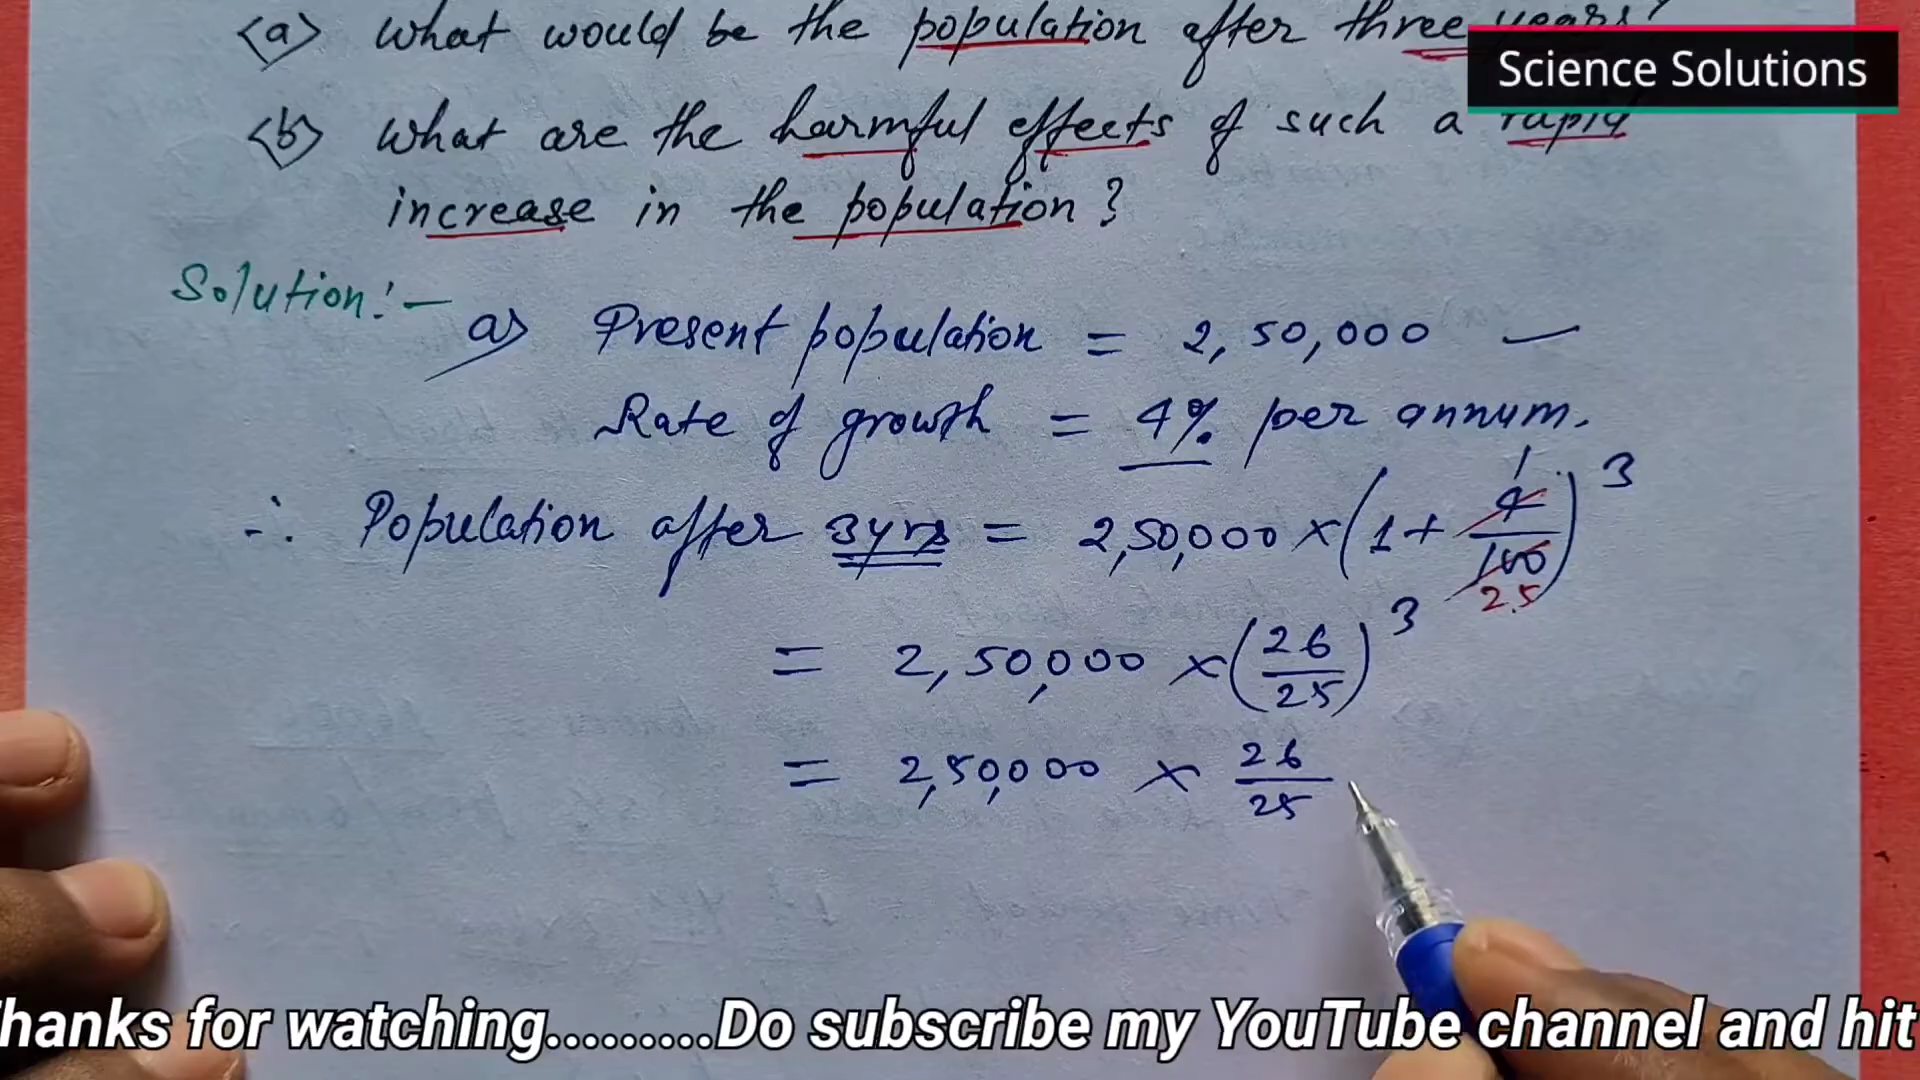 <a> What would be the population after three years?
Science Solutions
<b> What are the harmful effects of such a rapid
increase in the population?
Solution:-
a> Present population = 2,50,000
Rate of growth = 4% per annum.
∴ Population after 3yrs = 2,50,000 × (1 + 4/100)^3
1
25
= 2,50,000 × (26/25)^3
= 2,50,000 × 26/25
hanks for watching.........Do subscribe my YouTube channel and hit